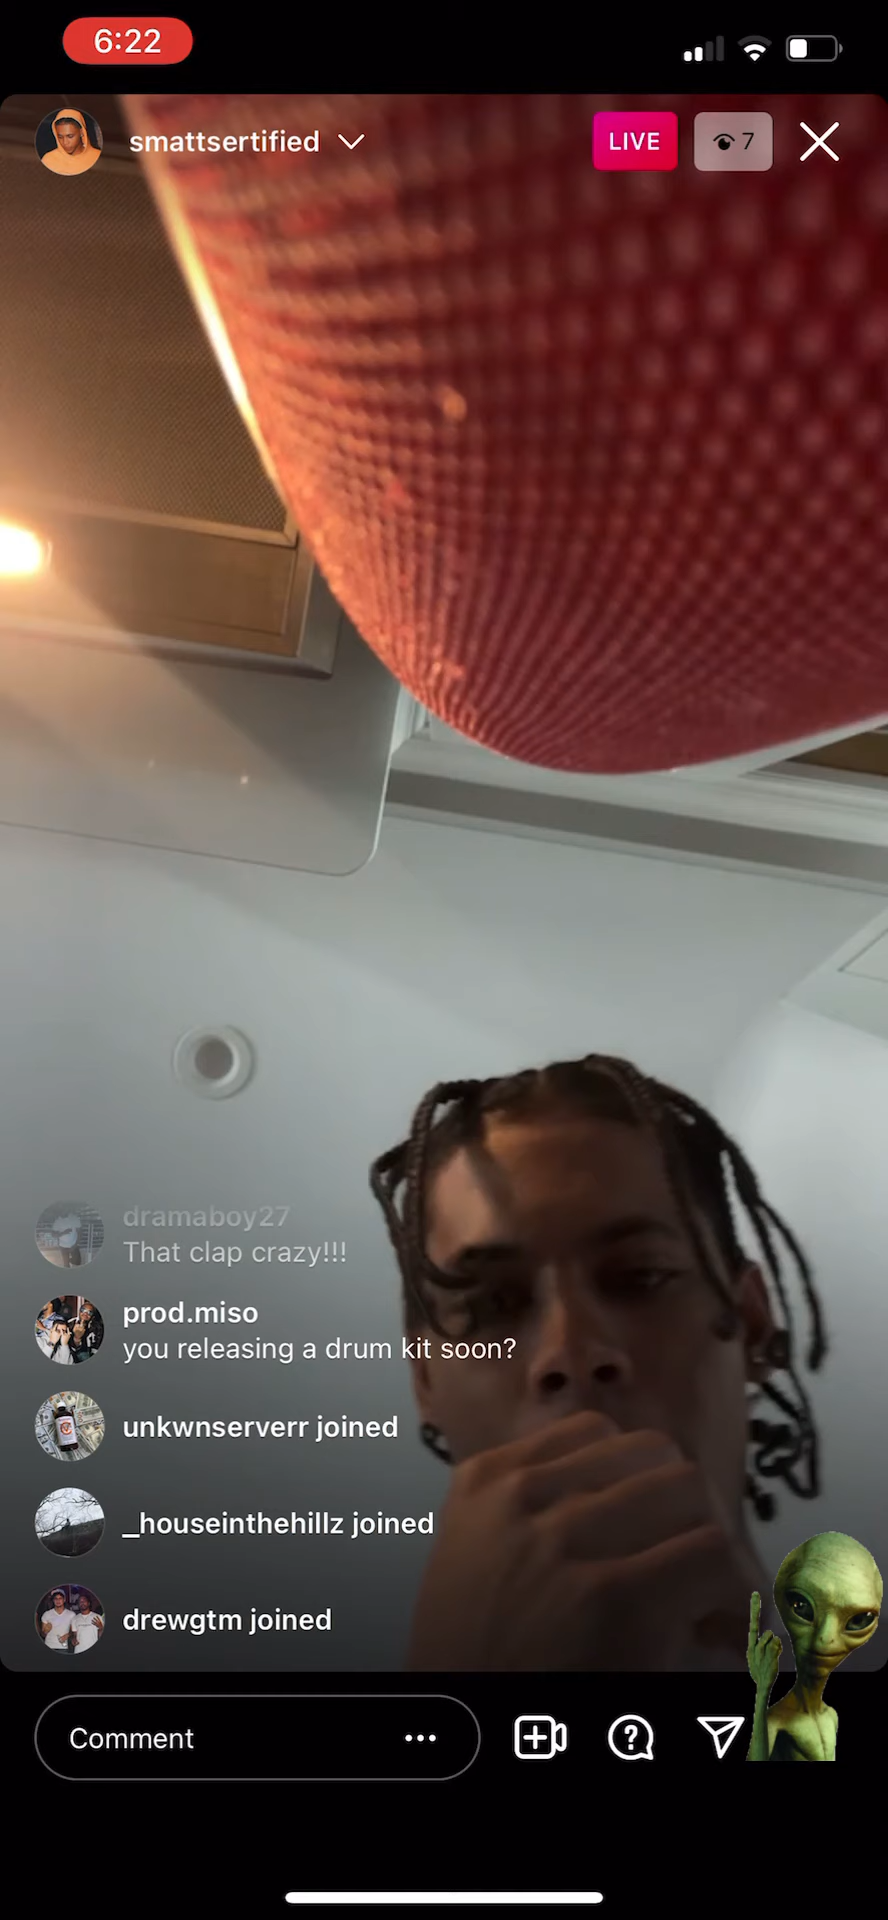 6:22
smattsertified
LIVE
7
dramaboy27
That clap crazy!!!
prod.miso
you releasing a drum kit soon?
unkwnserverr joined
_houseinthehillz joined
drewgtm joined
Comment